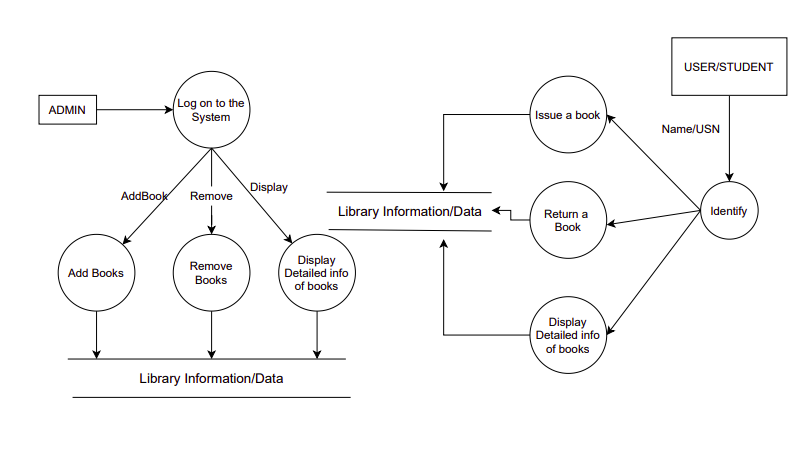 USER/STUDENT
ADMIN
Log on to the
System
Issue a book
Name/USN
AddBook
Remove
Display
Library Information/Data
Return a
Book
Identify
Add Books
Remove
Books
Display
Detailed info
of books
Display
Detailed info
of books
Library Information/Data